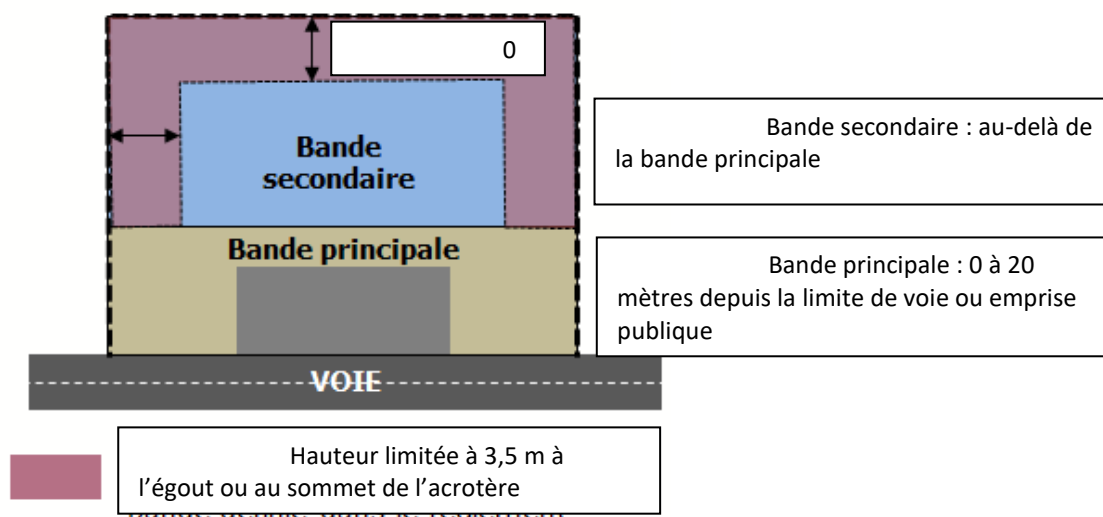 0
Bande
secondaire
Bande secondaire : au-delà de
la bande principale
Bande principale
Bande principale : 0 à 20
mètres depuis la limite de voie ou emprise
publique
VOIE
Hauteur limitée à 3,5 m à
l’égout ou au sommet de l’acrotère